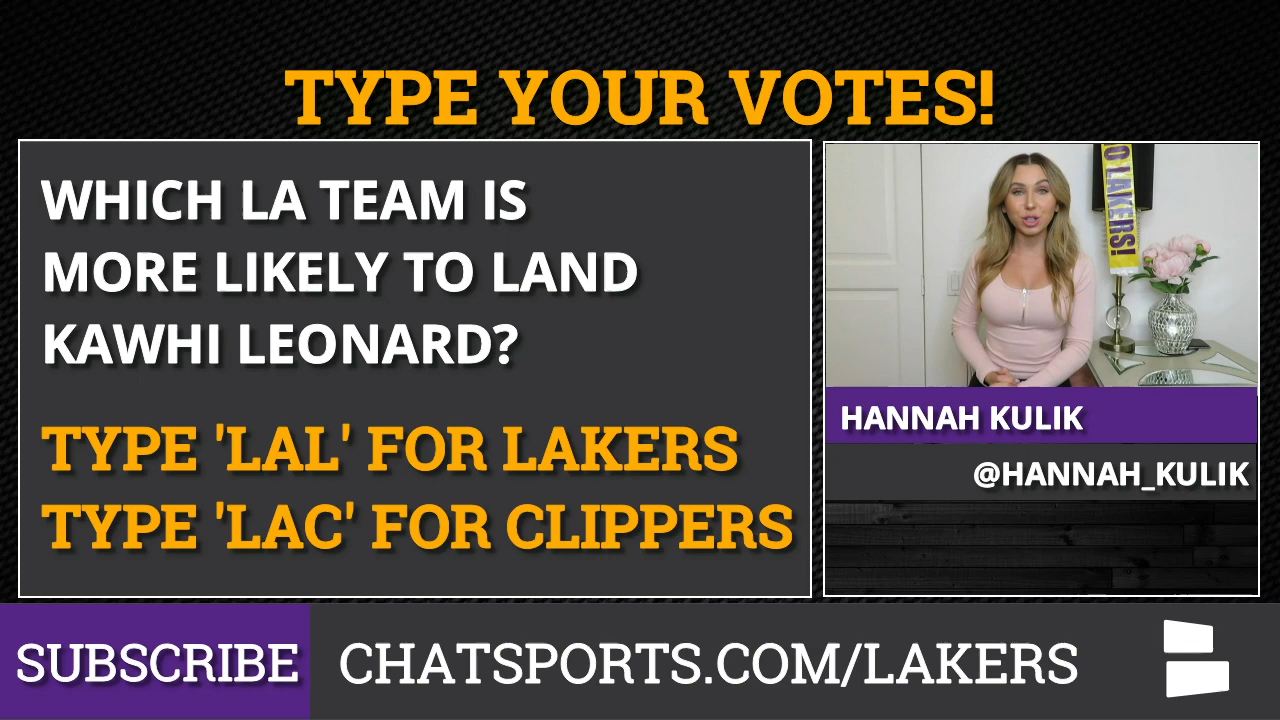 TYPE YOUR VOTES!
WHICH LA TEAM IS
MORE LIKELY TO LAND
KAWHI LEONARD?
TYPE 'LAL' FOR LAKERS
TYPE 'LAC' FOR CLIPPERS
O LAKERS!
HANNAH KULIK
@HANNAH_KULIK
SUBSCRIBE
CHATSPORTS.COM/LAKERS